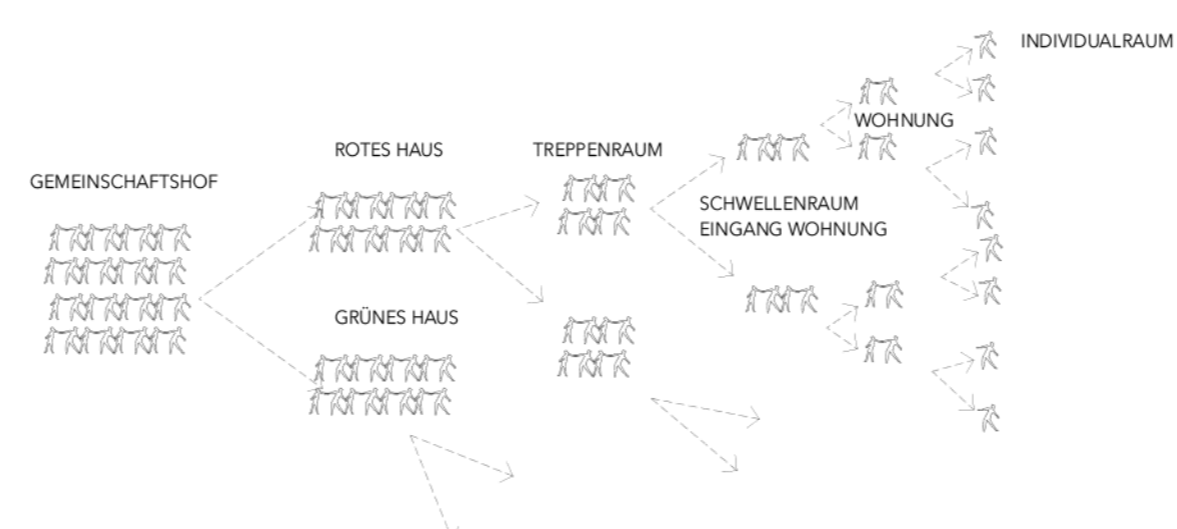 GEMEINSCHAFTSHOF
ROTES HAUS
GRÜNES HAUS
TREPPENRAUM
SCHWELLENRAUM
EINGANG WOHNUNG
WOHNUNG
INDIVIDUALRAUM